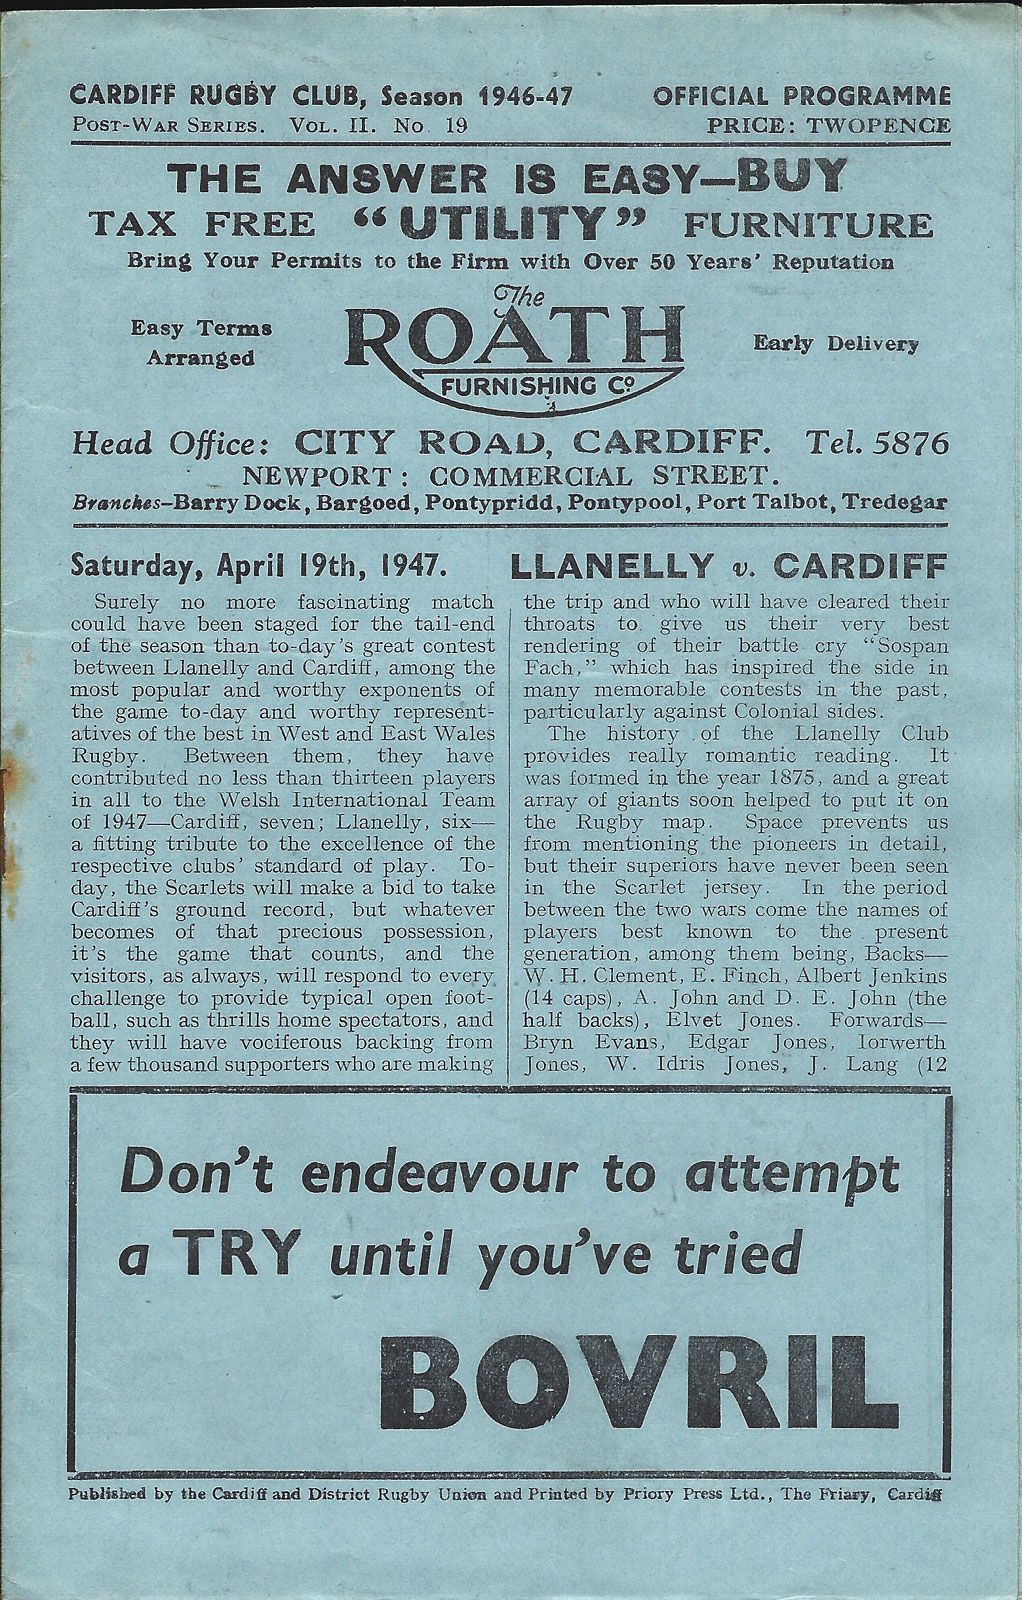 CARDIFF RUGBY CLUB, Season 1946-47
OFFICIAL PROGRAMME
POST-WAR SERIES. VOL. II. No 19
PRICE: TWOPENCE
THE ANSWER IS EASY—BUY
TAX FREE "UTILITY" FURNITURE
Bring Your Permits to the Firm with Over 50 Years' Reputation
Easy Terms
Arranged
The
ROATH
FURNISHING Co
Early Delivery
Head Office: CITY ROAD, CARDIFF. Tel. 5876
NEWPORT: COMMERCIAL STREET.
Branches—Barry Dock, Bargoed, Pontypridd, Pontypool, Port Talbot, Tredegar
Saturday, April 19th, 1947.
LLANELLY v. CARDIFF
Surely no more fascinating match
could have been staged for the tail-end
of the season than to-day's great contest
between Llanelly and Cardiff, among the
most popular and worthy exponents of
the game to-day and worthy represent-
atives of the best in West and East Wales
Rugby. Between them, they have
contributed no less than thirteen players
in all to the Welsh International Team
of 1947—Cardiff, seven; Llanelly, six—
a fitting tribute to the excellence of the
respective clubs' standard of play. To-
day, the Scarlets will make a bid to take
Cardiff's ground record, but whatever
becomes of that precious possession,
it's the game that counts, and the
visitors, as always, will respond to every
challenge to provide typical open foot-
ball, such as thrills home spectators, and
they will have vociferous backing from
a few thousand supporters who are making
the trip and who will have cleared their
throats to give us their very best
rendering of their battle cry "Sospan
Fach," which has inspired the side in
many memorable contests in the past,
particularly against Colonial sides.
The history of the Llanelly Club
provides really romantic reading. It
was formed in the year 1875, and a great
array of giants soon helped to put it on
the Rugby map. Space prevents us
from mentioning the pioneers in detail,
but their superiors have never been seen
in the Scarlet jersey. In the period
between the two wars come the names of
players best known to the present
generation, among them being, Backs—
W. H. Clement, E. Finch, Albert Jenkins
(14 caps), A. John and D. E. John (the
half backs), Elvet Jones. Forwards—
Bryn Evans, Edgar Jones, Iorwerth
Jones, W. Idris Jones, J. Lang (12
Don't endeavour to attempt
a TRY until you've tried
BOVRIL
Published by the Cardiff and District Rugby Union and Printed by Priory Press Ltd., The Friary, Cardiff